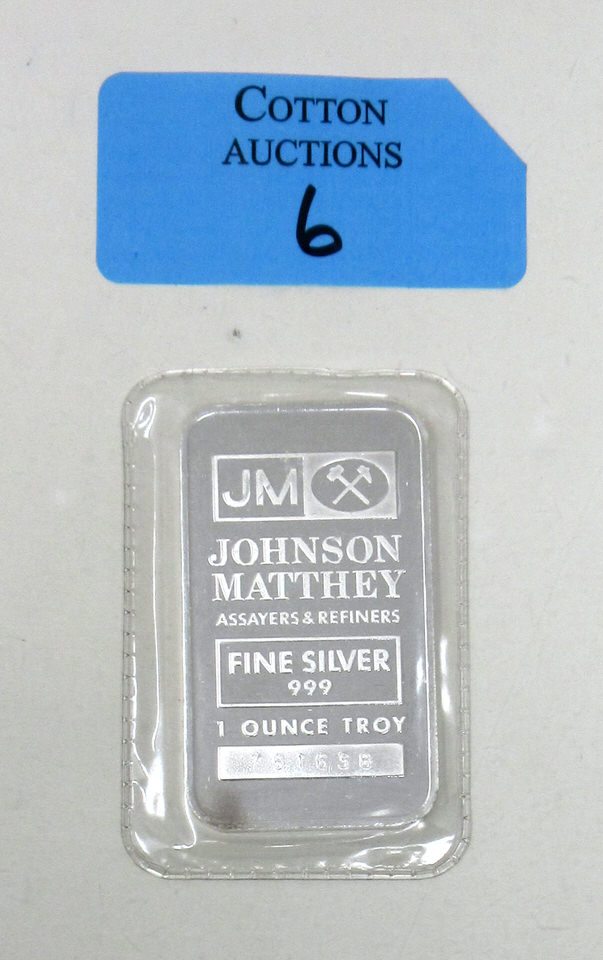 COTTON
AUCTIONS
6
JM
JOHNSON
MATTHEY
ASSAYERS & REFINERS
FINE SILVER
999
1 OUNCE TROY